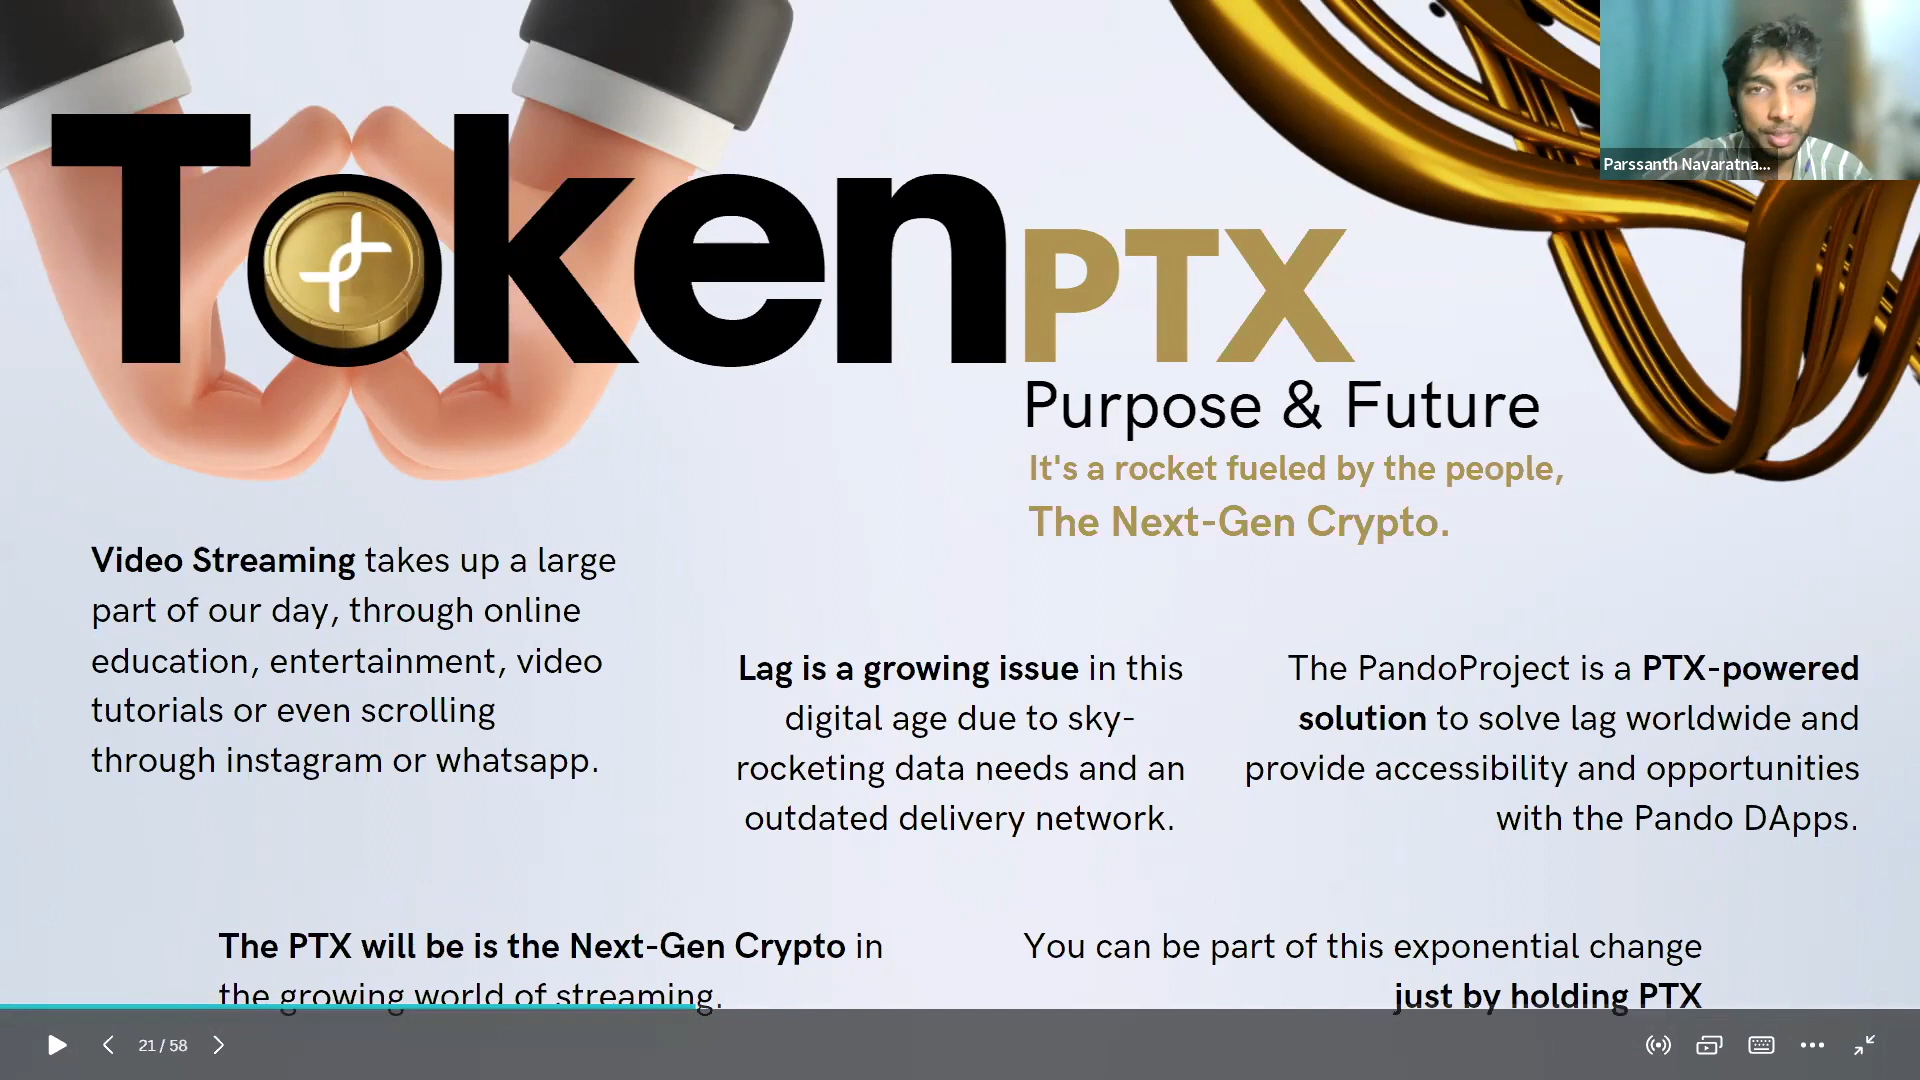 Parssanth Navaratna...
Token PTX
Purpose & Future
It's a rocket fueled by the people,
The Next-Gen Crypto.
Video Streaming takes up a large
part of our day, through online
education, entertainment, video
tutorials or even scrolling
through instagram or whatsapp.
Lag is a growing issue in this
digital age due to sky-
rocketing data needs and an
outdated delivery network.
The PandoProject is a PTX-powered
solution to solve lag worldwide and
provide accessibility and opportunities
with the Pando DApps.
The PTX will be is the Next-Gen Crypto in
the growing world of streaming.
You can be part of this exponential change
just by holding PTX
21 / 58